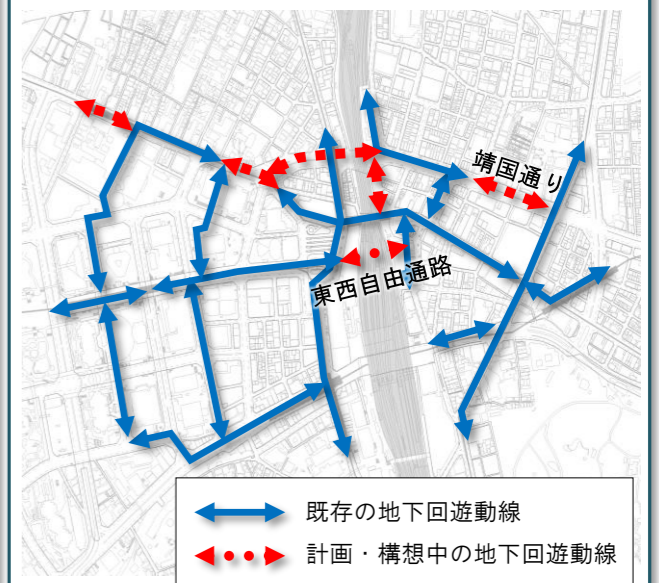 靖国通り
東西自由通路
既存の地下回遊動線
計画・構想中の地下回遊動線